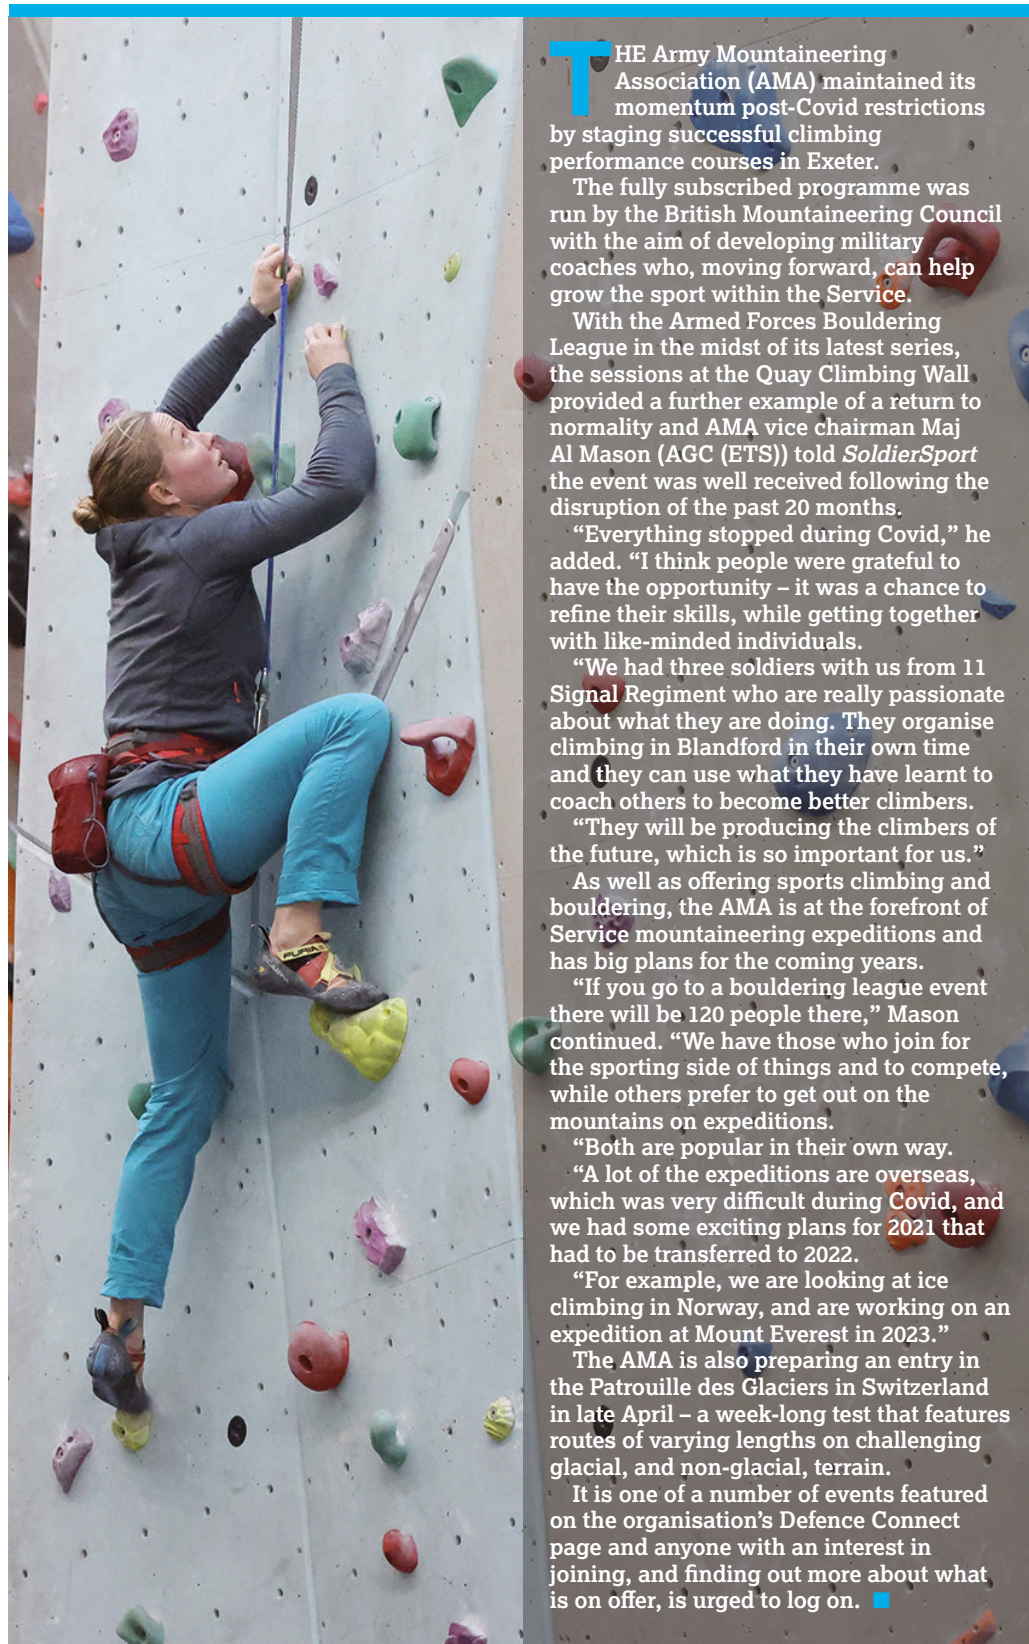 THE Army Mountaineering
Association (AMA) maintained its
momentum post-Covid restrictions
by staging successful climbing
performance courses in Exeter.
The fully subscribed programme was
run by the British Mountaineering Council
with the aim of developing military
coaches who, moving forward, can help
grow the sport within the Service.
With the Armed Forces Bouldering
League in the midst of its latest series,
the sessions at the Quay Climbing Wall
provided a further example of a return to
normality and AMA vice chairman Maj
Al Mason (AGC (ETS)) told SoldierSport
the event was well received following the
disruption of the past 20 months.
“Everything stopped during Covid,” he
added. “I think people were grateful to
have the opportunity – it was a chance to
refine their skills, while getting together
with like-minded individuals.
“We had three soldiers with us from 11
Signal Regiment who are really passionate
about what they are doing. They organise
climbing in Blandford in their own time
and they can use what they have learnt to
coach others to become better climbers.
“They will be producing the climbers of
the future, which is so important for us.”
As well as offering sports climbing and
bouldering, the AMA is at the forefront of
Service mountaineering expeditions and
has big plans for the coming years.
“If you go to a bouldering league event
there will be 120 people there,” Mason
continued. “We have those who join for
the sporting side of things and to compete,
while others prefer to get out on the
mountains on expeditions.
“Both are popular in their own way.
“A lot of the expeditions are overseas,
which was very difficult during Covid, and
we had some exciting plans for 2021 that
had to be transferred to 2022.
“For example, we are looking at ice
climbing in Norway, and are working on an
expedition at Mount Everest in 2023.”
The AMA is also preparing an entry in
the Patrouille des Glaciers in Switzerland
in late April – a week-long test that features
routes of varying lengths on challenging
glacial, and non-glacial, terrain.
It is one of a number of events featured
on the organisation’s Defence Connect
page and anyone with an interest in
joining, and finding out more about what
is on offer, is urged to log on.